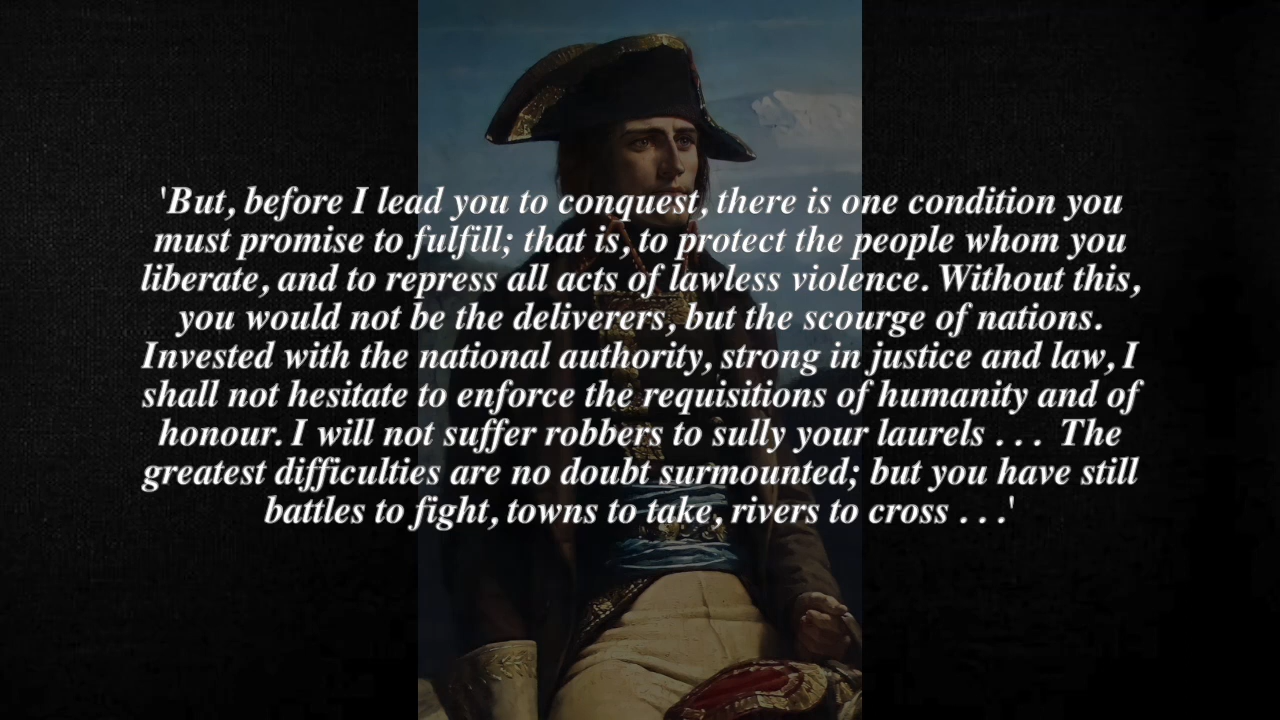 'But, before I lead you to conquest, there is one condition you
must promise to fulfill; that is, to protect the people whom you
liberate, and to repress all acts of lawless violence. Without this,
you would not be the deliverers, but the scourge of nations.
Invested with the national authority, strong in justice and law, I
shall not hesitate to enforce the requisitions of humanity and of
honour. I will not suffer robbers to sully your laurels . . .  The
greatest difficulties are no doubt surmounted; but you have still
battles to fight, towns to take, rivers to cross . . .'